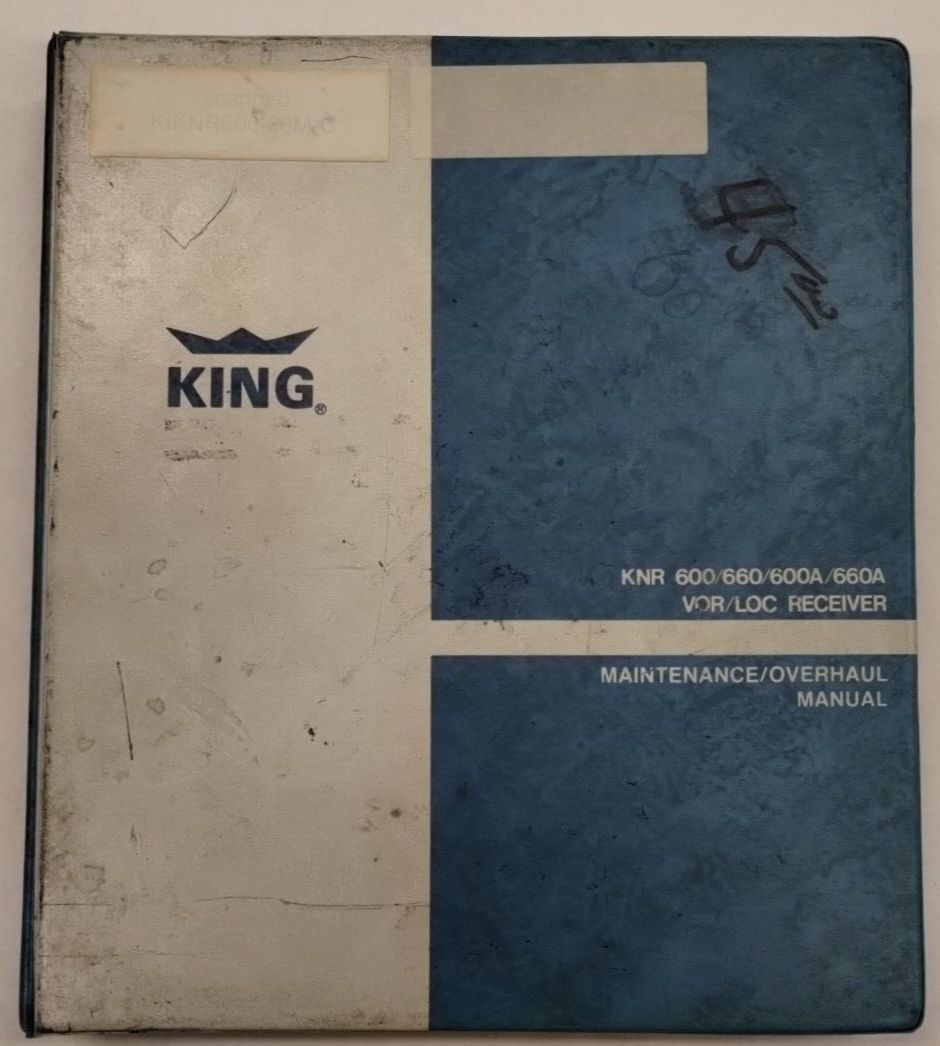 KING®
KNR 600/660/600A/660A
VOR/LOC RECEIVER
MAINTENANCE/OVERHAUL
MANUAL